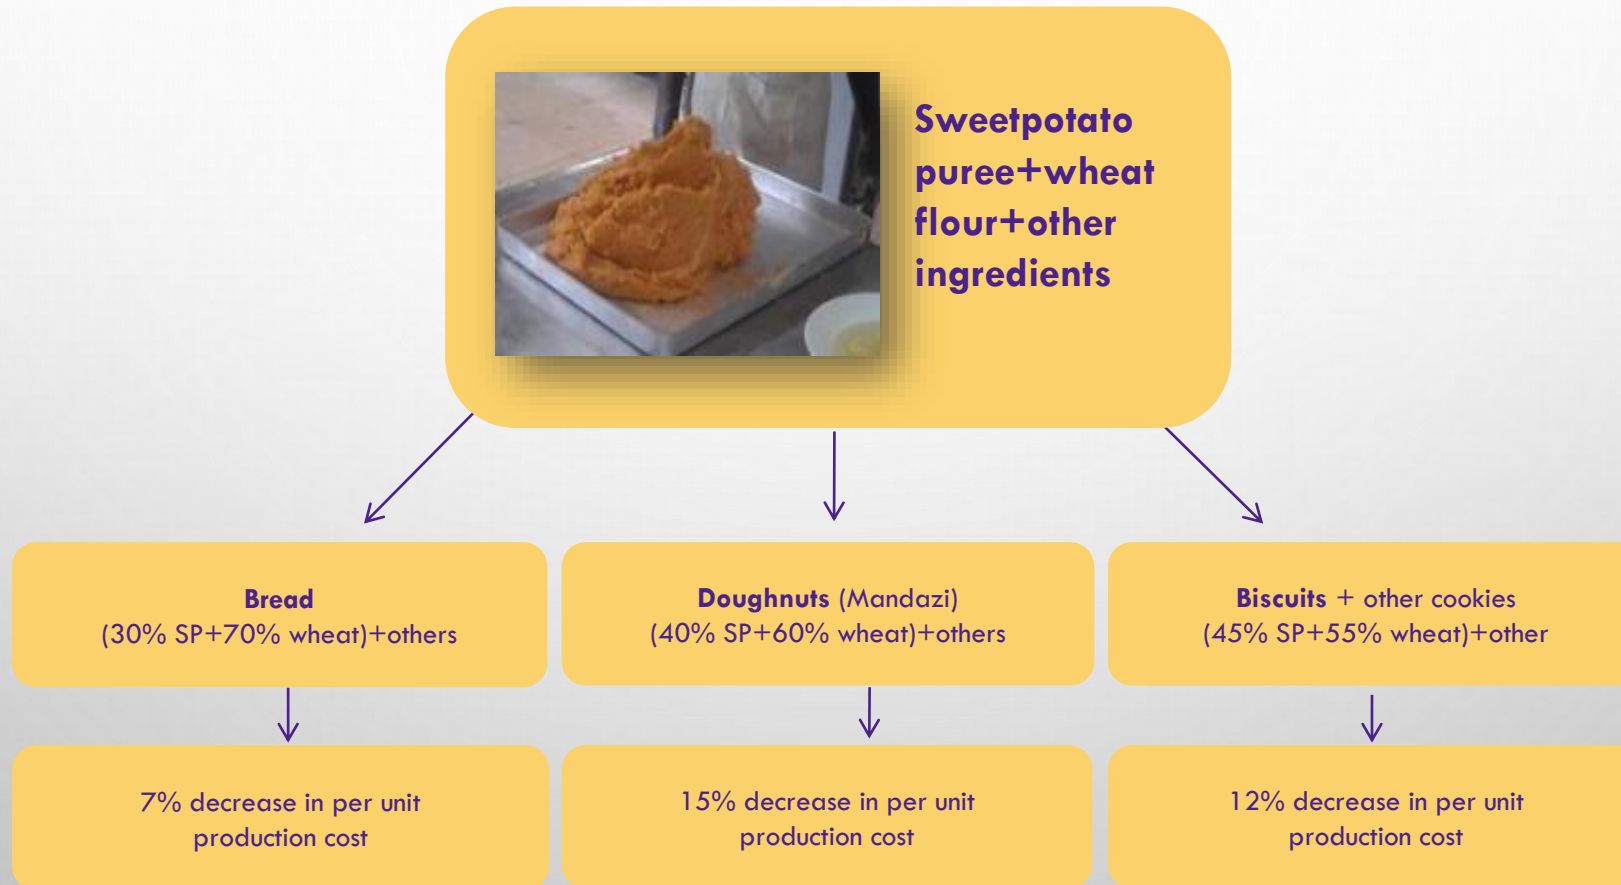 Sweetpotato
puree+wheat
flour+other
ingredients
Bread
(30% SP+70% wheat)+others
Doughnuts (Mandazi)
(40% SP+60% wheat)+others
Biscuits + other cookies
(45% SP+55% wheat)+other
7% decrease in per unit
production cost
15% decrease in per unit
production cost
12% decrease in per unit
production cost